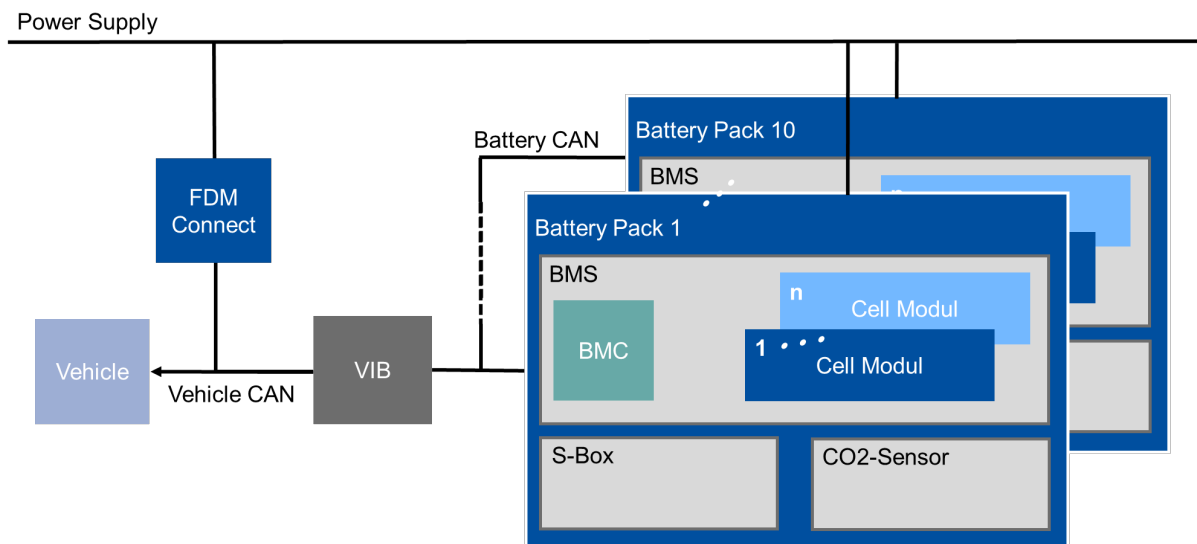 Power Supply
Battery CAN
Battery Pack 10
BMS
FDM
Connect
Battery Pack 1
BMS
n
Cell Modul
BMC
1
Cell Modul
Vehicle
VIB
Vehicle CAN
S-Box
CO2-Sensor